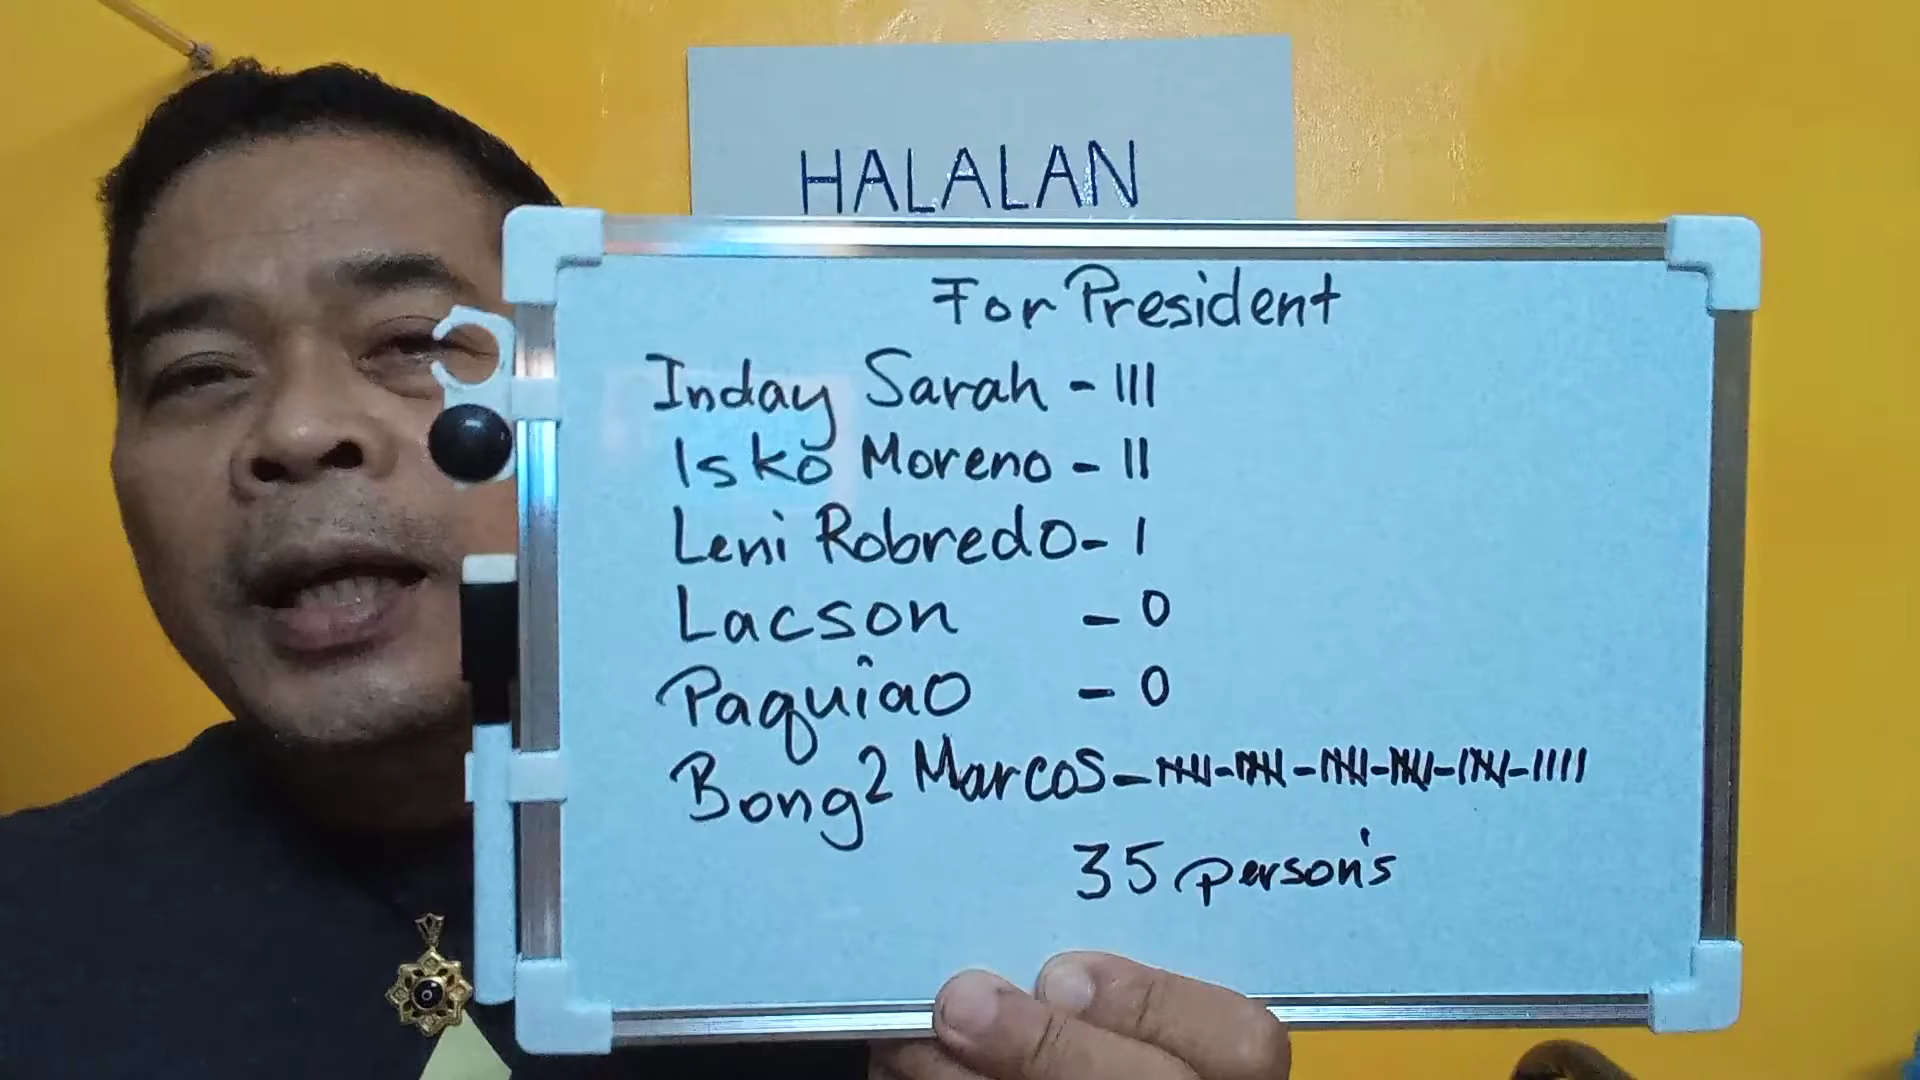 HALALAN
For President
Inday Sarah - III
Isko Moreno - II
Leni Robredo - I
Lacson - 0
Paquiao - 0
Bong2 Marcos - IIII - IIII - IIII - IIII - IIII - IIII
35 person's